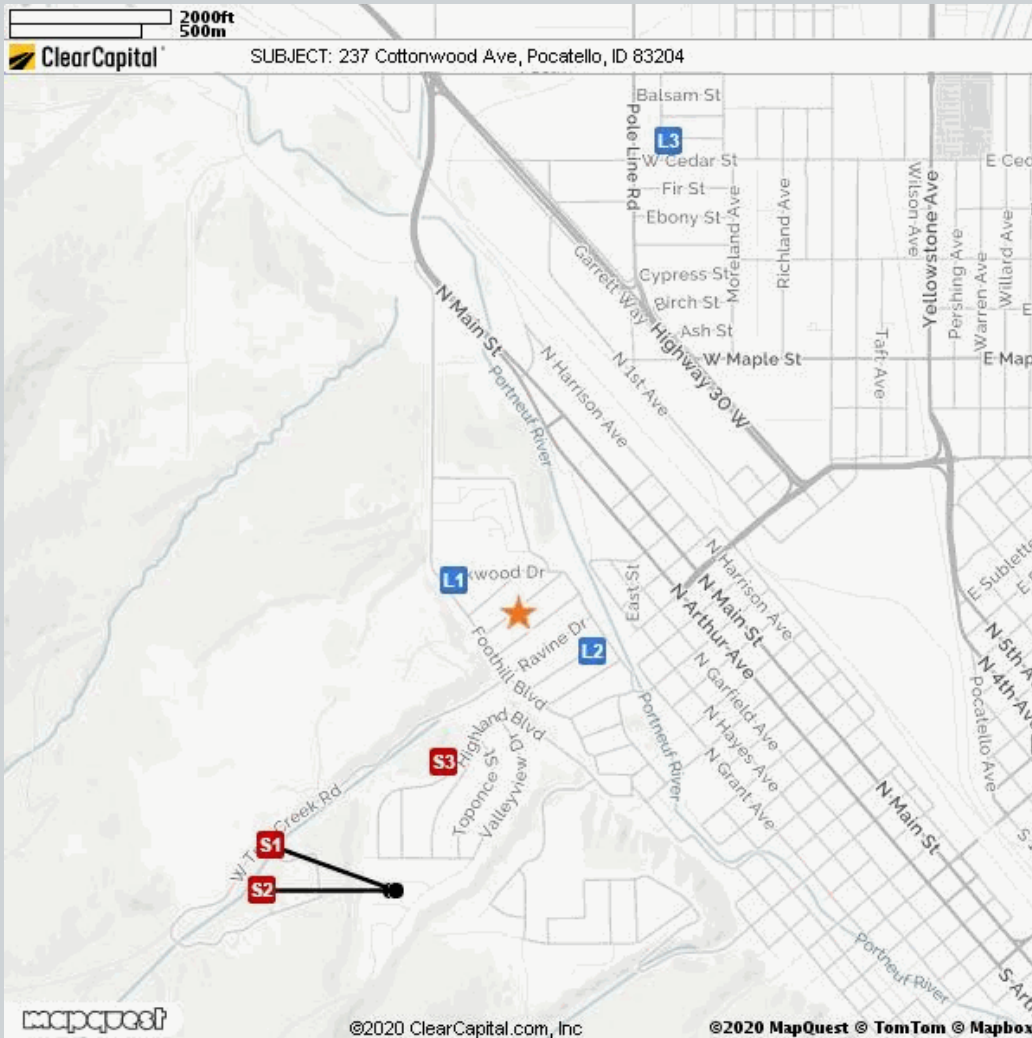 2000ft
500m
ClearCapital
SUBJECT: 237 Cottonwood Ave, Pocatello, ID 83204
Balsam St
Pole Line Rd
L3
W Cedar St
E Ced
Fir St
Ebony St
Moreland Ave
Richland Ave
Wilson Ave
Yellowstone Ave
Pershing Ave
Warren Ave
Willard Ave
Garrett Way
Cypress St
Birch St
Ash St
N Main St
Highway 30 W
W Maple St
E Map
Taft Ave
N Harrison Ave
N 1st Ave
Portneuf River
L1
kwood Dr
East St
N Harrison Ave
N Main St
N Arthur Ave
E Sublette
N 5th A
N 4th Ave
Ravine Dr
L2
Foothill Blvd
N Garfield Ave
Pocatello Ave
Portneuf River
N Hayes Ave
N Grant Ave
Highland Blvd
S3
Toponce St
Valleyview Dr
N Main St
Creek Rd
S1
S2
Portneuf River
S Art
mapquest
©2020 ClearCapital.com, Inc
©2020 MapQuest © TomTom © Mapbox